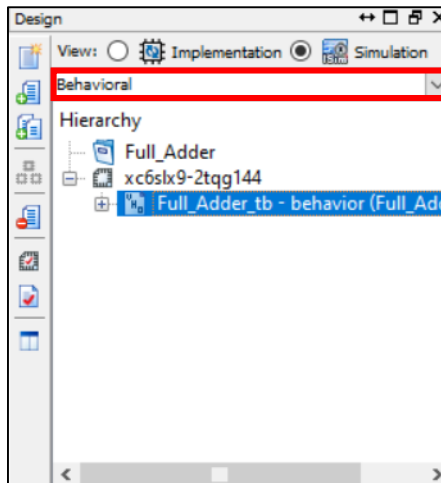 Design
View: Implementation Simulation
Behavioral
Hierarchy
Full_Adder
xc6slx9-2tqg144
Full_Adder_tb - behavior (Full_Add